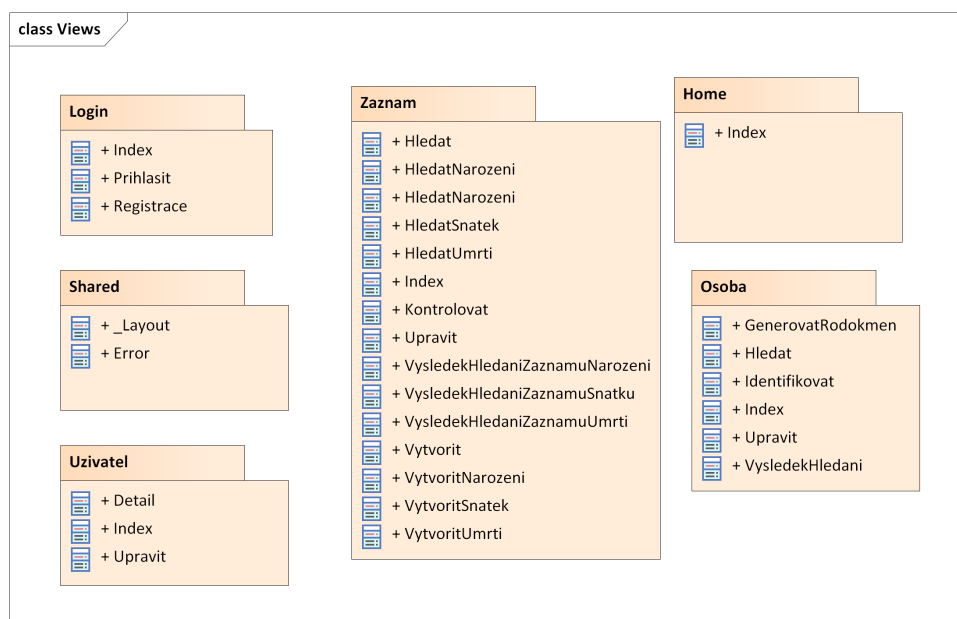 class Views
Login
+ Index
+ Prihlasit
+ Registrace
Shared
+ _Layout
+ Error
Uzivatel
+ Detail
+ Index
+ Upravit
Zaznam
+ Hledat
+ HledatNarozeni
+ HledatNarozeni
+ HledatSnatek
+ HledatUmrti
+ Index
+ Kontrolovat
+ Upravit
+ VysledekHledaniZaznamuNarozeni
+ VysledekHledaniZaznamuSnatku
+ VysledekHledaniZaznamuUmrti
+ Vytvorit
+ VytvoritNarozeni
+ VytvoritSnatek
+ VytvoritUmrti
Home
+ Index
Osoba
+ GenerovatRodokmen
+ Hledat
+ Identifikovat
+ Index
+ Upravit
+ VysledekHledani